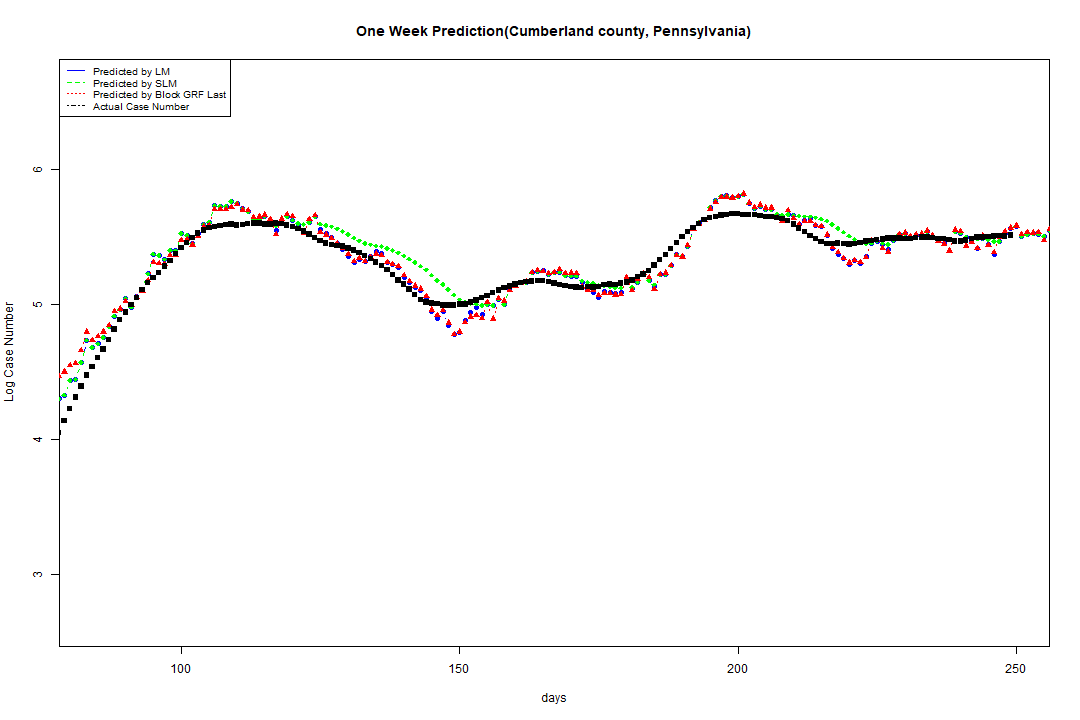 One Week Prediction(Cumberland county, Pennsylvania)
Predicted by LM
Predicted by SLM
Predicted by Block GRF Last
Actual Case Number
6
5
4
3
Log Case Number
100 150 200 250
days